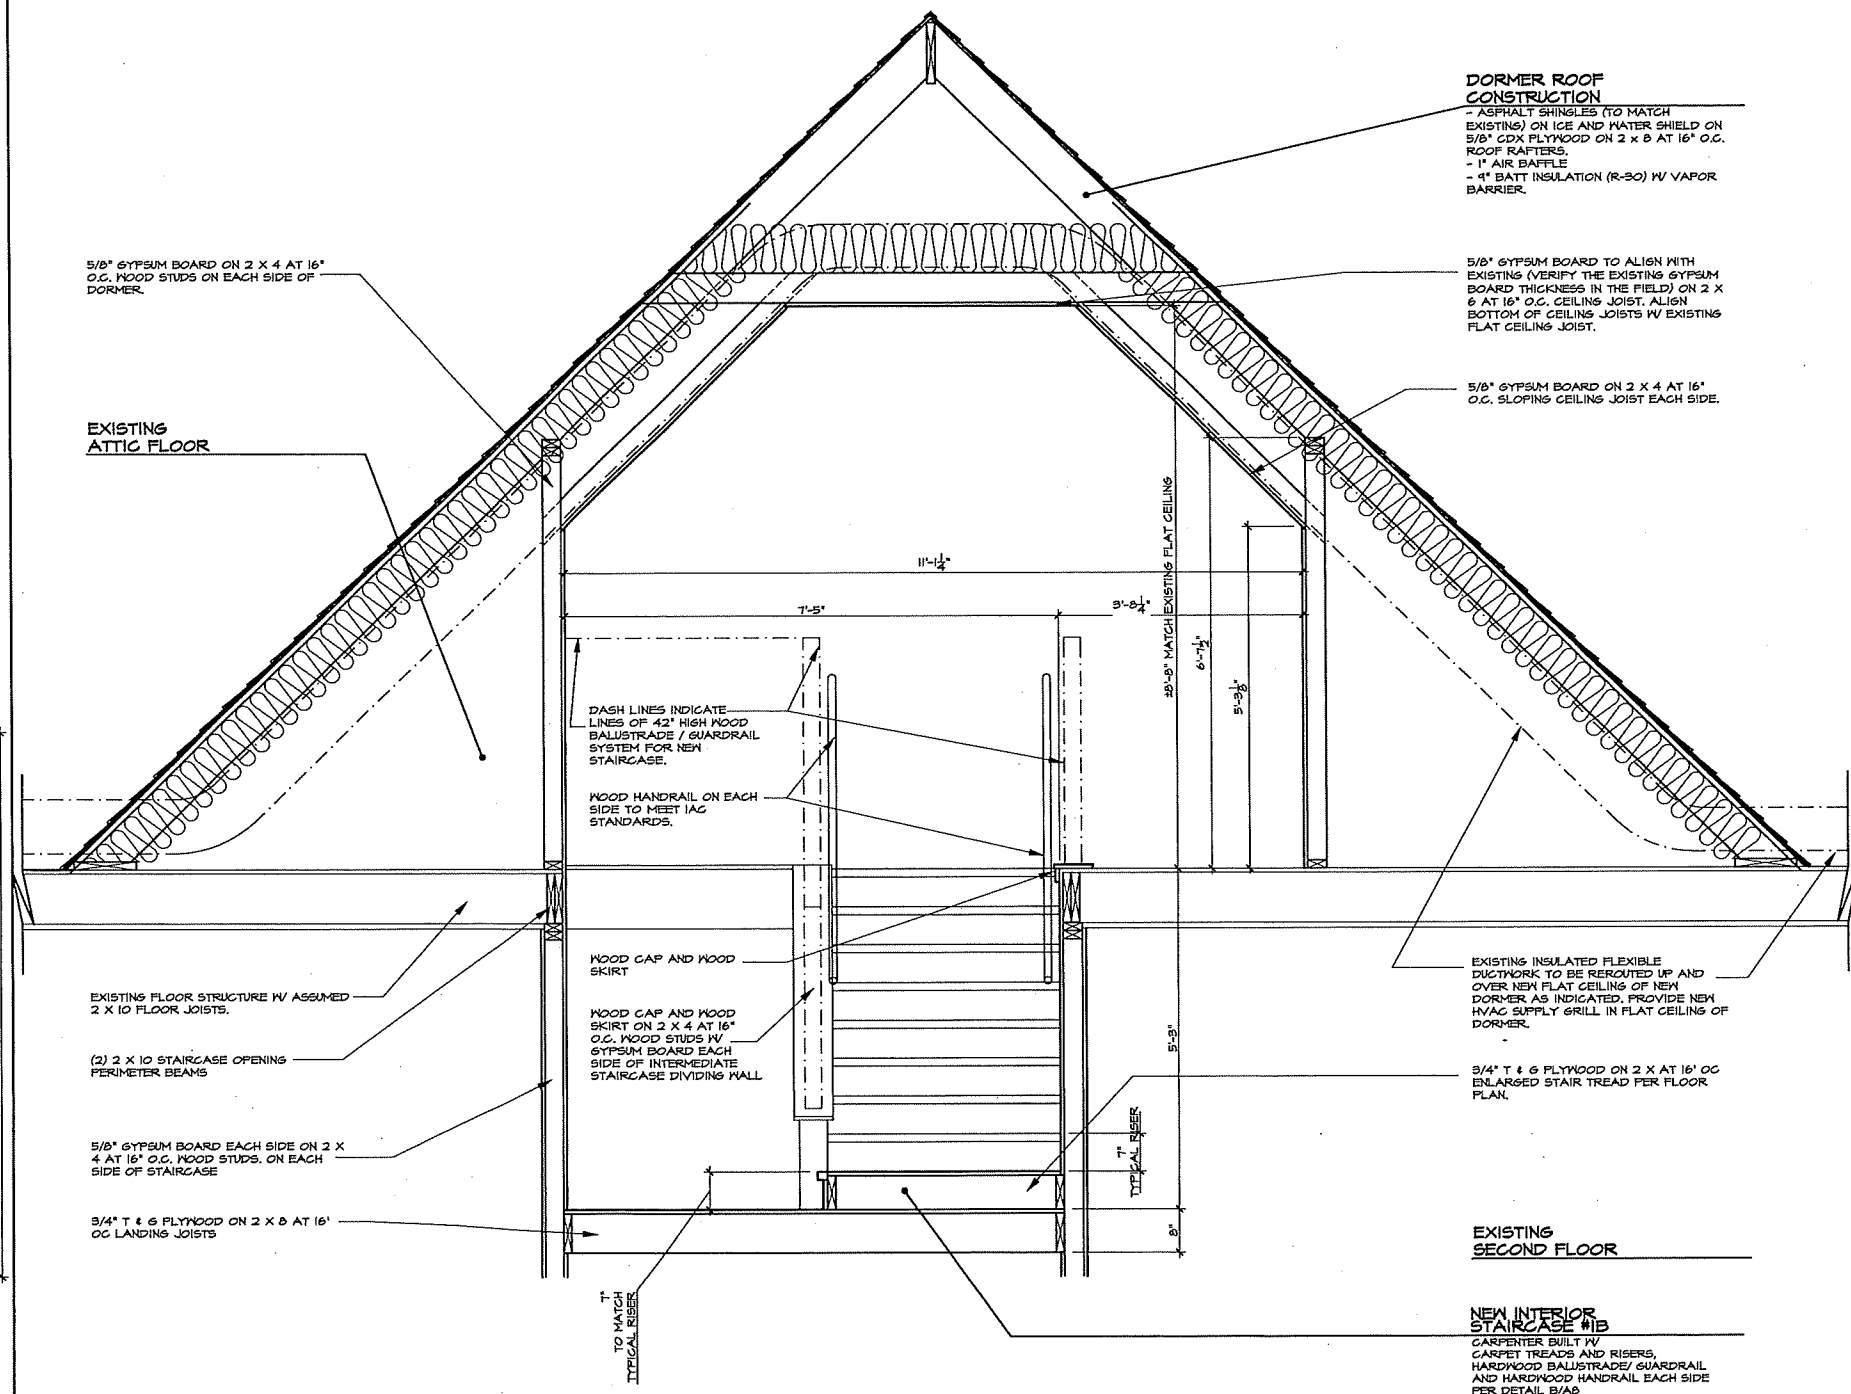 DORMER ROOF
CONSTRUCTION
- ASPHALT SHINGLES (TO MATCH
EXISTING) ON ICE AND WATER SHIELD ON
5/8" CDX PLYWOOD ON 2 x 8 AT 16" O.C.
ROOF RAFTERS.
- 1" AIR BAFFLE
- 9" BATT INSULATION (R-30) W/ VAPOR
BARRIER.
5/8" GYPSUM BOARD ON 2 X 4 AT 16"
O.C. WOOD STUDS ON EACH SIDE OF
DORMER.
5/8" GYPSUM BOARD TO ALIGN WITH
EXISTING (VERIFY THE EXISTING GYPSUM
BOARD THICKNESS IN THE FIELD) ON 2 X
6 AT 16" O.C. CEILING JOIST. ALIGN
BOTTOM OF CEILING JOISTS W/ EXISTING
FLAT CEILING JOIST.
5/8" GYPSUM BOARD ON 2 X 4 AT 16"
O.C. SLOPING CEILING JOIST EACH SIDE.
EXISTING
ATTIC FLOOR
11'-1 1/4"
7'-5"
3'-8 1/4"
±8'-8" MATCH EXISTING FLAT CEILING
6'-7 1/2"
5'-3 1/8"
DASH LINES INDICATE
LINES OF 42" HIGH WOOD
BALUSTRADE / GUARDRAIL
SYSTEM FOR NEW
STAIRCASE.
WOOD HANDRAIL ON EACH
SIDE TO MEET IAC
STANDARDS.
WOOD CAP AND WOOD
SKIRT
WOOD CAP AND WOOD
SKIRT ON 2 X 4 AT 16"
O.C. WOOD STUDS W/
GYPSUM BOARD EACH
SIDE OF INTERMEDIATE
STAIRCASE DIVIDING WALL
EXISTING FLOOR STRUCTURE W/ ASSUMED
2 X 10 FLOOR JOISTS.
(2) 2 X 10 STAIRCASE OPENING
PERIMETER BEAMS
5/8" GYPSUM BOARD EACH SIDE ON 2 X
4 AT 16" O.C. WOOD STUDS. ON EACH
SIDE OF STAIRCASE
3/4" T & G PLYWOOD ON 2 X 8 AT 16'
OC LANDING JOISTS
EXISTING INSULATED FLEXIBLE
DUCTWORK TO BE REROUTED UP AND
OVER NEW FLAT CEILING OF NEW
DORMER AS INDICATED. PROVIDE NEW
HVAC SUPPLY GRILL IN FLAT CEILING OF
DORMER.
3/4" T & G PLYWOOD ON 2 X AT 16' OC
ENLARGED STAIR TREAD PER FLOOR
PLAN.
5'-3"
8"
7"
TYPICAL RISER
7"
TO MATCH
TYPICAL RISER
EXISTING
SECOND FLOOR
NEW INTERIOR
STAIRCASE #1B
CARPENTER BUILT W/
CARPET TREADS AND RISERS,
HARDWOOD BALUSTRADE/ GUARDRAIL
AND HARDWOOD HANDRAIL EACH SIDE
PER DETAIL B/A8